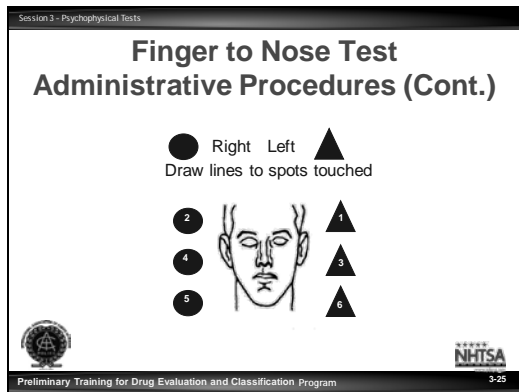 Session 3 - Psychophysical Tests
Finger to Nose Test
Administrative Procedures (Cont.)
Right Left
Draw lines to spots touched
2 1
4 3
5 6
NHTSA
Preliminary Training for Drug Evaluation and Classification Program
3-25